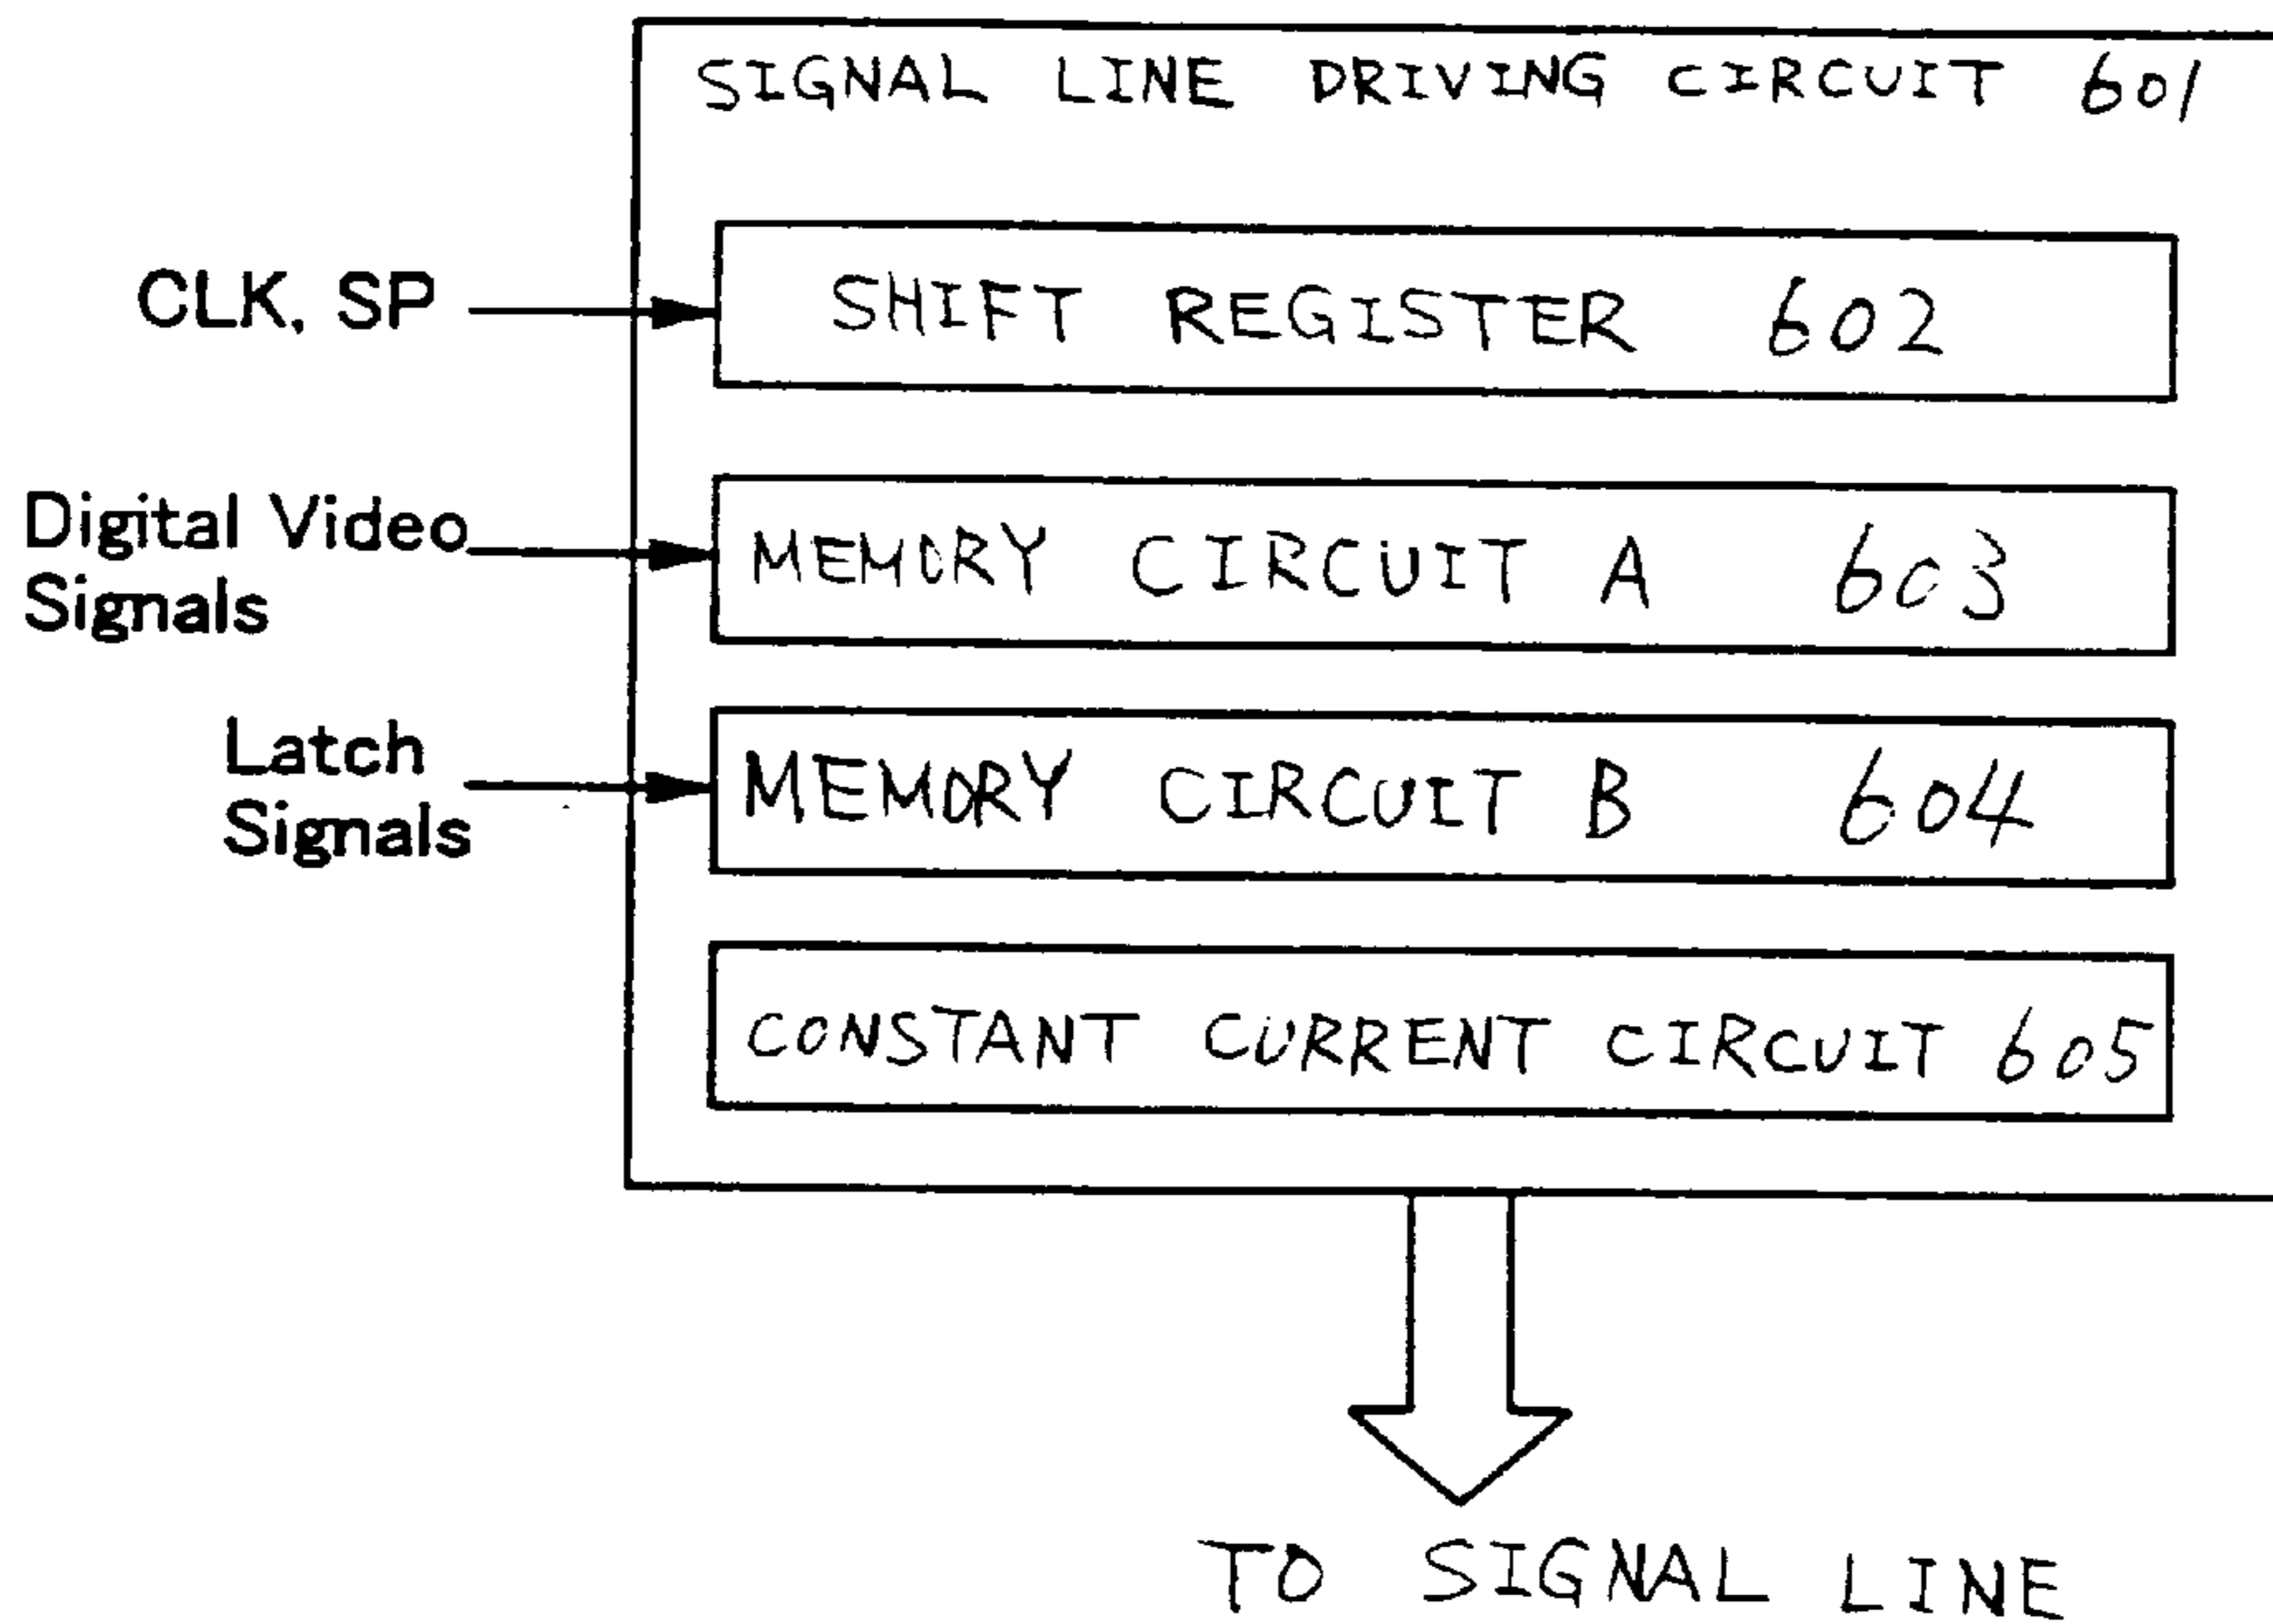 SIGNAL LINE DRIVING CIRCUIT 601
CLK, SP
SHIFT REGISTER 602
Digital Video
Signals
MEMORY CIRCUIT A 603
Latch
Signals
MEMORY CIRCUIT B 604
CONSTANT CURRENT CIRCUIT 605
TO SIGNAL LINE